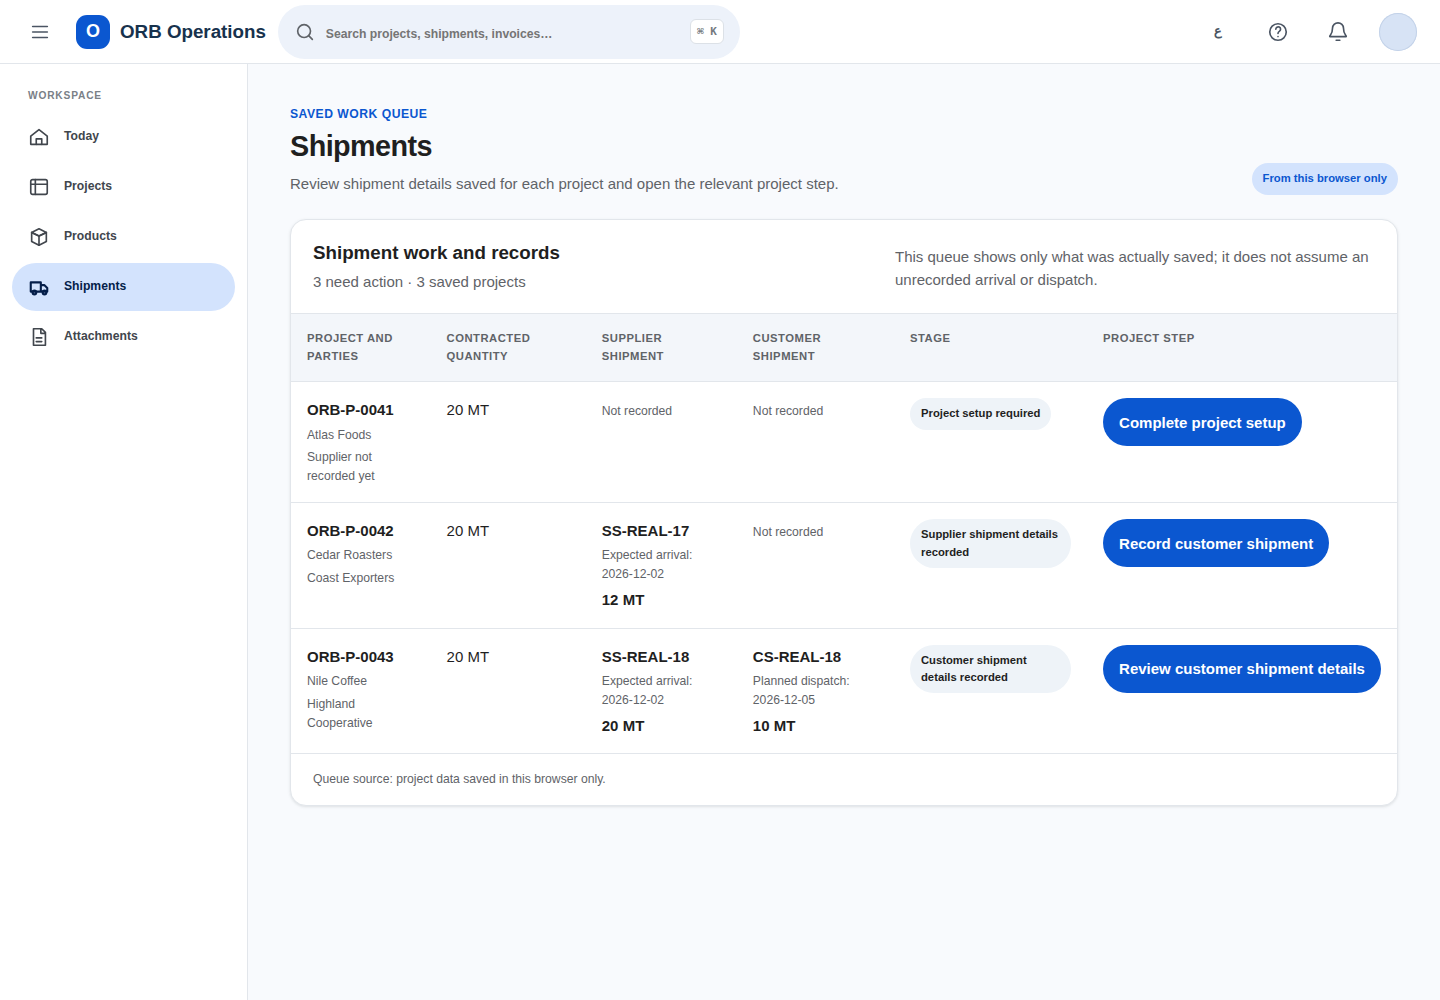 O ORB Operations
Search projects, shipments, invoices…
⌘ K
ع
WORKSPACE
Today
Projects
Products
Shipments
Attachments
SAVED WORK QUEUE
Shipments
Review shipment details saved for each project and open the relevant project step.
From this browser only
Shipment work and records
3 need action · 3 saved projects
This queue shows only what was actually saved; it does not assume an
unrecorded arrival or dispatch.
PROJECT AND
PARTIES
CONTRACTED
QUANTITY
SUPPLIER
SHIPMENT
CUSTOMER
SHIPMENT
STAGE
PROJECT STEP
ORB-P-0041
Atlas Foods
Supplier not
recorded yet
20 MT
Not recorded
Not recorded
Project setup required
Complete project setup
ORB-P-0042
Cedar Roasters
Coast Exporters
20 MT
SS-REAL-17
Expected arrival:
2026-12-02
12 MT
Not recorded
Supplier shipment details
recorded
Record customer shipment
ORB-P-0043
Nile Coffee
Highland
Cooperative
20 MT
SS-REAL-18
Expected arrival:
2026-12-02
20 MT
CS-REAL-18
Planned dispatch:
2026-12-05
10 MT
Customer shipment
details recorded
Review customer shipment details
Queue source: project data saved in this browser only.